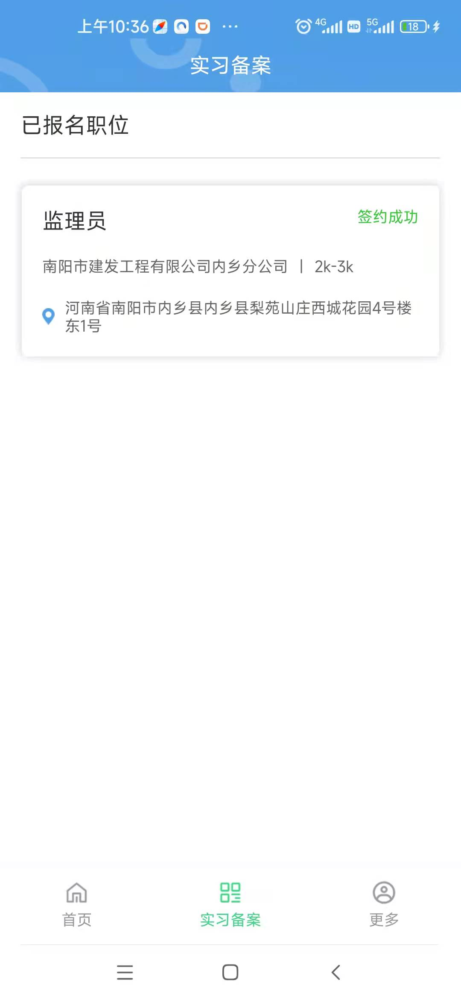 上午10:36 ··· 4G HD 5G 18
实习备案
已报名职位
监理员
签约成功
南阳市建发工程有限公司内乡分公司 | 2k-3k
河南省南阳市内乡县内乡县梨苑山庄西城花园4号楼
东1号
首页
实习备案
更多